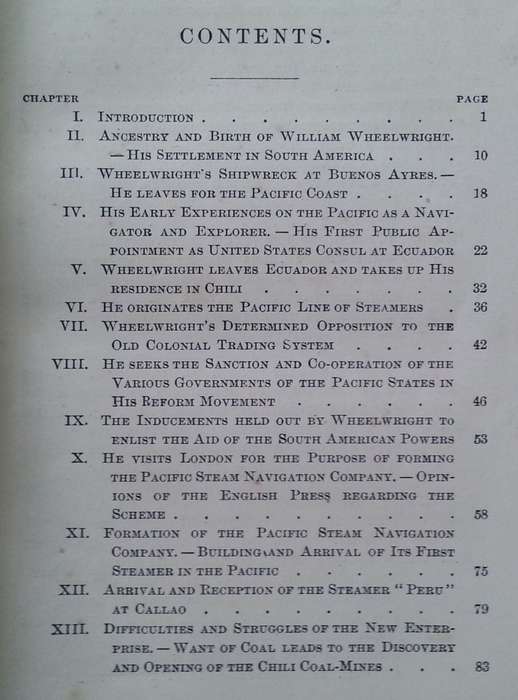 CONTENTS.
CHAPTER PAGE
I. INTRODUCTION . . . . . . . . 1
II. ANCESTRY AND BIRTH OF WILLIAM WHEELWRIGHT.
— HIS SETTLEMENT IN SOUTH AMERICA . . . 10
III. WHEELWRIGHT'S SHIPWRECK AT BUENOS AYRES. —
HE LEAVES FOR THE PACIFIC COAST . . . . 18
IV. HIS EARLY EXPERIENCES ON THE PACIFIC AS A NAVI-
GATOR AND EXPLORER. — HIS FIRST PUBLIC AP-
POINTMENT AS UNITED STATES CONSUL AT ECUADOR 22
V. WHEELWRIGHT LEAVES ECUADOR AND TAKES UP HIS
RESIDENCE IN CHILI . . . . . . . 32
VI. HE ORIGINATES THE PACIFIC LINE OF STEAMERS . 36
VII. WHEELWRIGHT'S DETERMINED OPPOSITION TO THE
OLD COLONIAL TRADING SYSTEM . . . . 42
VIII. HE SEEKS THE SANCTION AND CO-OPERATION OF THE
VARIOUS GOVERNMENTS OF THE PACIFIC STATES IN
HIS REFORM MOVEMENT . . . . . . 46
IX. THE INDUCEMENTS HELD OUT BY WHEELWRIGHT TO
ENLIST THE AID OF THE SOUTH AMERICAN POWERS 53
X. HE VISITS LONDON FOR THE PURPOSE OF FORMING
THE PACIFIC STEAM NAVIGATION COMPANY. — OPIN-
IONS OF THE ENGLISH PRESS REGARDING THE
SCHEME . . . . . . . . . . 58
XI. FORMATION OF THE PACIFIC STEAM NAVIGATION
COMPANY. — BUILDING AND ARRIVAL OF ITS FIRST
STEAMER IN THE PACIFIC . . . . . . 75
XII. ARRIVAL AND RECEPTION OF THE STEAMER "PERU"
AT CALLAO . . . . . . . . . 79
XIII. DIFFICULTIES AND STRUGGLES OF THE NEW ENTER-
PRISE. — WANT OF COAL LEADS TO THE DISCOVERY
AND OPENING OF THE CHILI COAL-MINES . . . 83